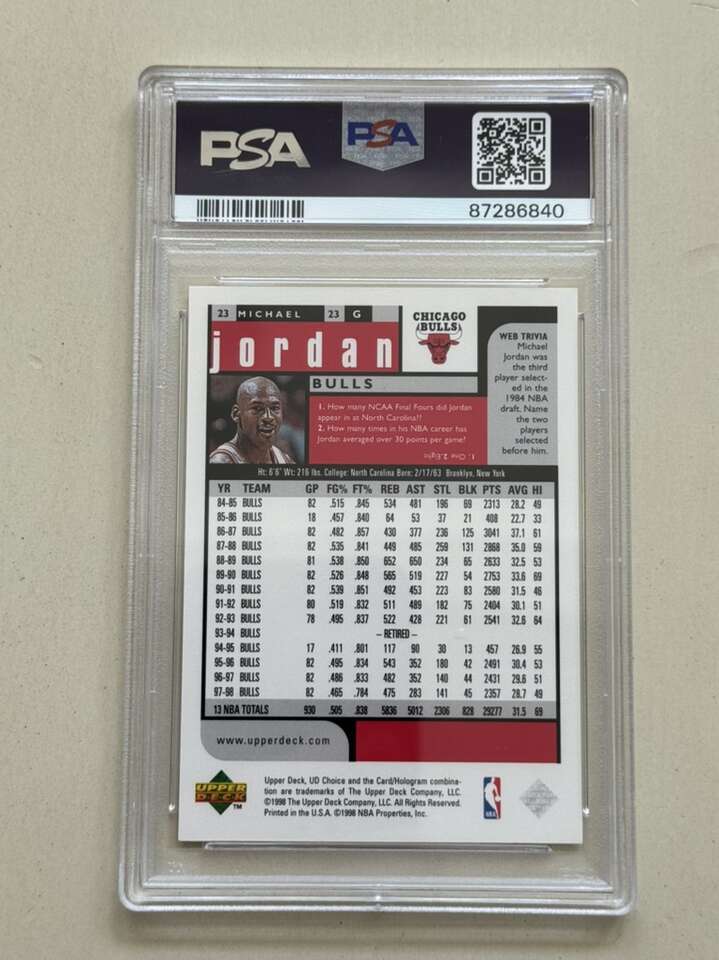 PSA
PSA
87286840
23 MICHAEL 23 G
jordan
BULLS
CHICAGO
BULLS
1. How many NCAA Final Fours did Jordan
appear in at North Carolina??
2. How many times in hit NBA career has
Jordan averaged over 30 points per game?
1. One 2. Eight
WEB TRIVIA
Michael
Jordan was
the third
player select-
ed in the
1984 NBA
draft. Name
the two
players
selected
before him.
Ht: 6'6" Wt: 216 lbs. College: North Carolina Born: 2/17/63 Brooklyn, New York
YR TEAM GP FG% FT% REB AST STL BLK PTS AVG HI
84-85 BULLS 82 .515 .845 534 481 196 69 2313 28.2 49
85-86 BULLS 18 .457 .840 64 53 37 21 408 22.7 33
86-87 BULLS 82 .482 .857 430 377 236 125 3041 37.1 61
87-88 BULLS 82 .535 .841 449 485 259 131 2868 35.0 59
88-89 BULLS 81 .538 .850 652 650 234 65 2633 32.5 53
89-90 BULLS 82 .526 .848 565 519 227 54 2753 33.6 69
90-91 BULLS 82 .539 .851 492 453 223 83 2580 31.5 46
91-92 BULLS 80 .519 .832 511 489 182 75 2404 30.1 51
92-93 BULLS 78 .495 .837 522 428 221 61 2541 32.6 64
93-94 BULLS – RETIRED –
94-95 BULLS 17 .411 .801 117 90 30 13 457 26.9 55
95-96 BULLS 82 .495 .834 543 352 180 42 2491 30.4 53
96-97 BULLS 82 .486 .833 482 352 140 44 2431 29.6 51
97-98 BULLS 82 .465 .784 475 283 141 45 2357 28.7 49
13 NBA TOTALS 930 .505 .838 5836 5012 2306 828 29277 31.5 69
www.upperdeck.com
UPPER
DECK
TM
Upper Deck, UD Choice and the Card/Hologram combina-
tion are trademarks of The Upper Deck Company, LLC.
©1998 The Upper Deck Company, LLC. All Rights Reserved.
Printed in the U.S.A. ©1998 NBA Properties, Inc.
NBA